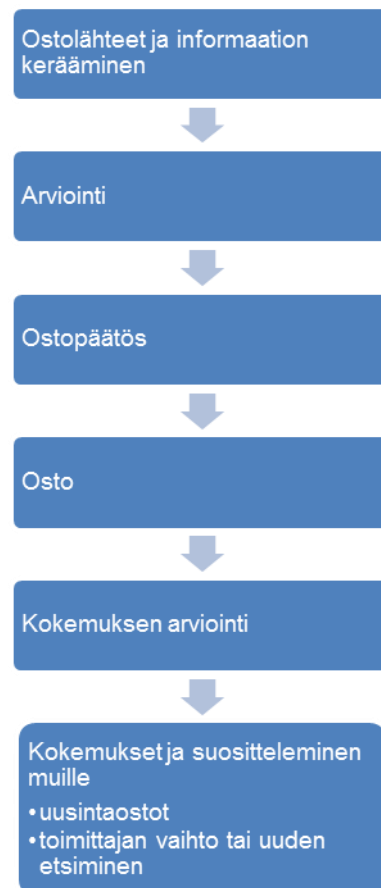 Ostolähteet ja informaation
kerääminen
Arviointi
Ostopäätös
Osto
Kokemuksen arviointi
Kokemukset ja suositteleminen
muille
•uusintaostot
•toimittajan vaihto tai uuden
etsiminen